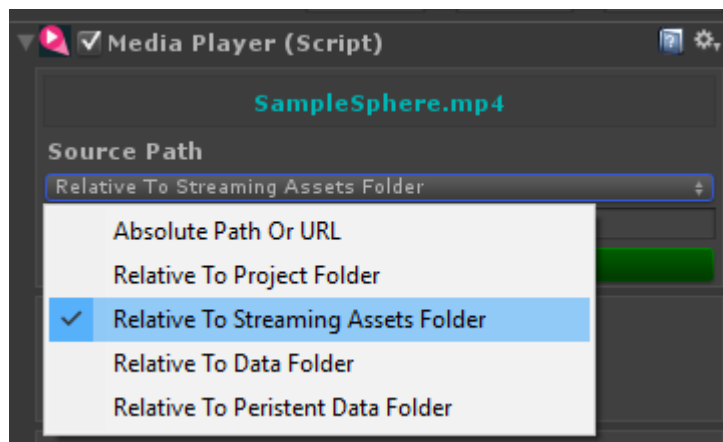 Media Player (Script)
SampleSphere.mp4
Source Path
Relative To Streaming Assets Folder
Absolute Path Or URL
Relative To Project Folder
Relative To Streaming Assets Folder
Relative To Data Folder
Relative To Peristent Data Folder